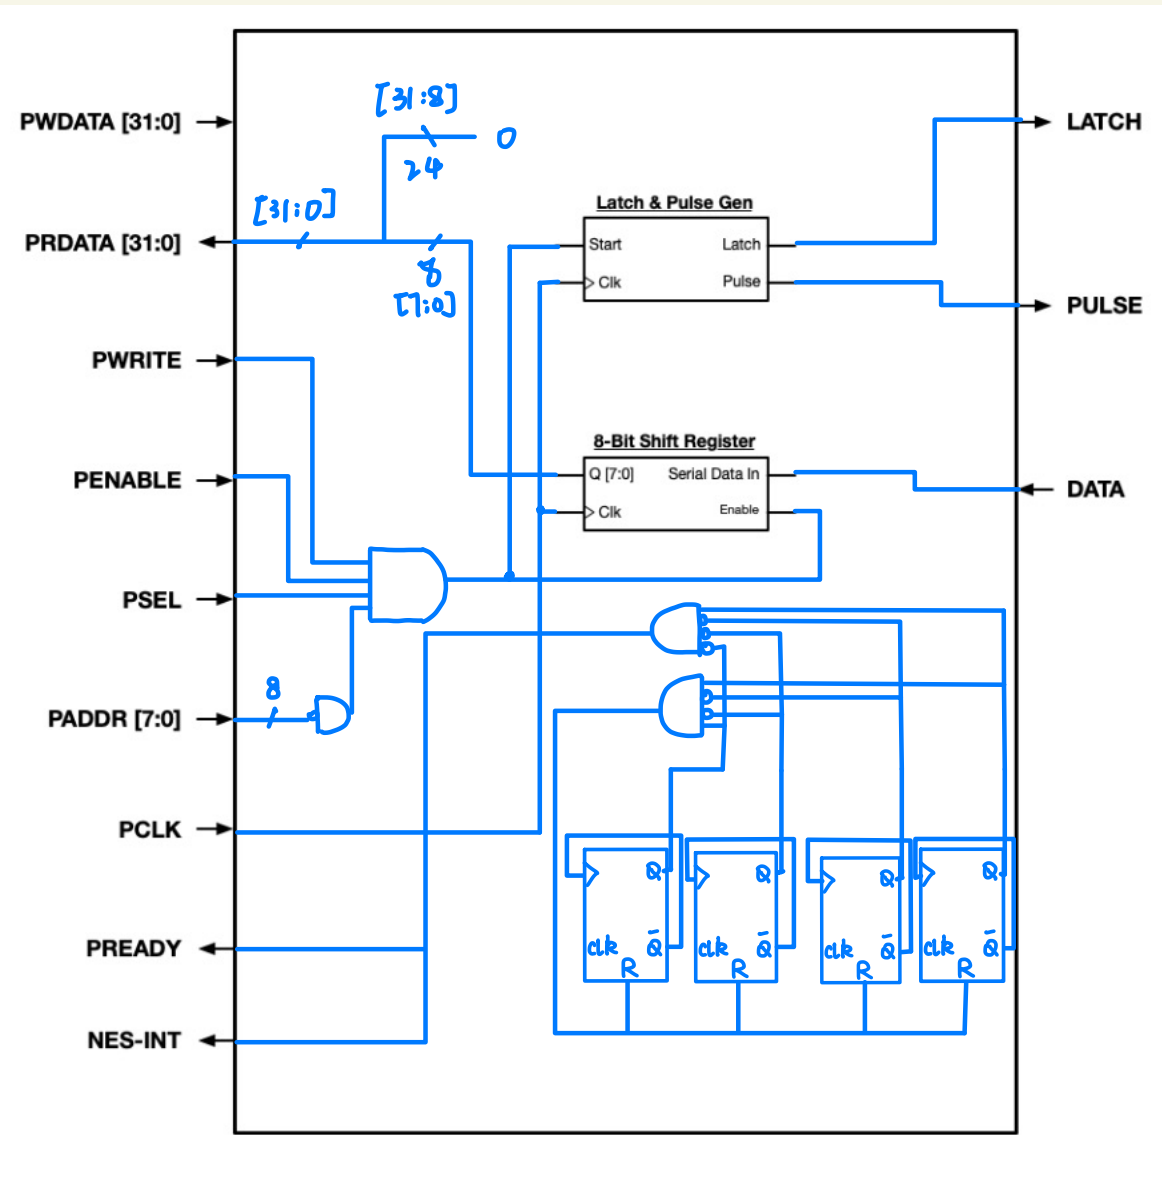 [31:8]
PWDATA [31:0]
LATCH
0
24
[31:0]
Latch & Pulse Gen
PRDATA [31:0]
Start
Latch
8
Clk
Pulse
[7:0]
PULSE
PWRITE
8-Bit Shift Register
Q [7:0]
Serial Data In
PENABLE
DATA
Clk
Enable
PSEL
8
PADDR [7:0]
PCLK
Q
Q
Q
Q
PREADY
clk
Q̄
clk
Q̄
clk
Q̄
clk
Q̄
R
R
R
R
NES-INT